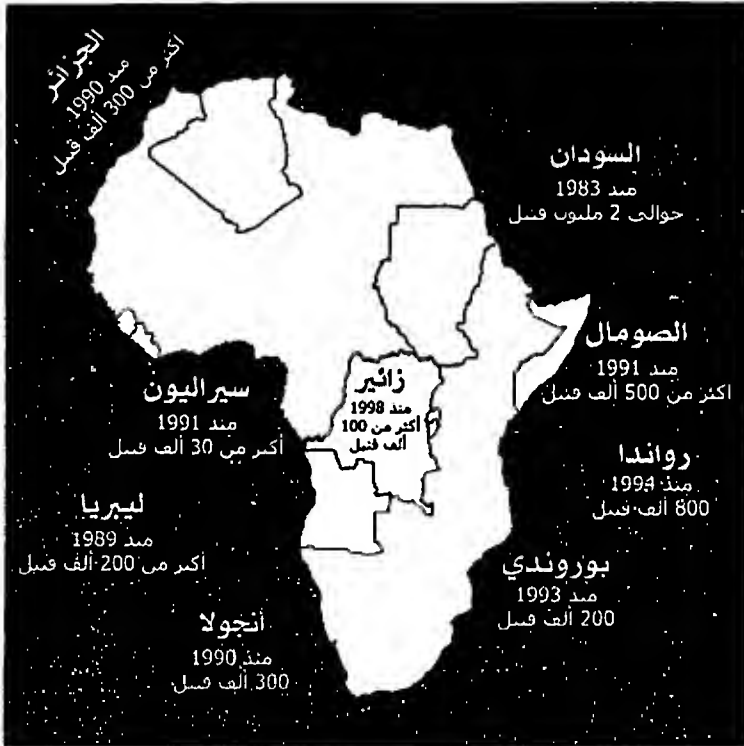 الجزائر
منذ 1990
أكثر من 300 ألف قتيل
السودان
منذ 1983
حوالى 2 مليون قتيل
الصومال
منذ 1991
اكثر من 500 ألف قتيل
زائير
منذ 1998
أكثر من 100
ألف قتيل
سيراليون
منذ 1991
أكثر من 30 ألف قتيل
رواندا
منذ 1994
800 ألف قتيل
ليبريا
منذ 1989
أكثر من 200 ألف قتيل
بوروندي
منذ 1993
200 ألف قتيل
أنجولا
منذ 1990
300 ألف قتيل